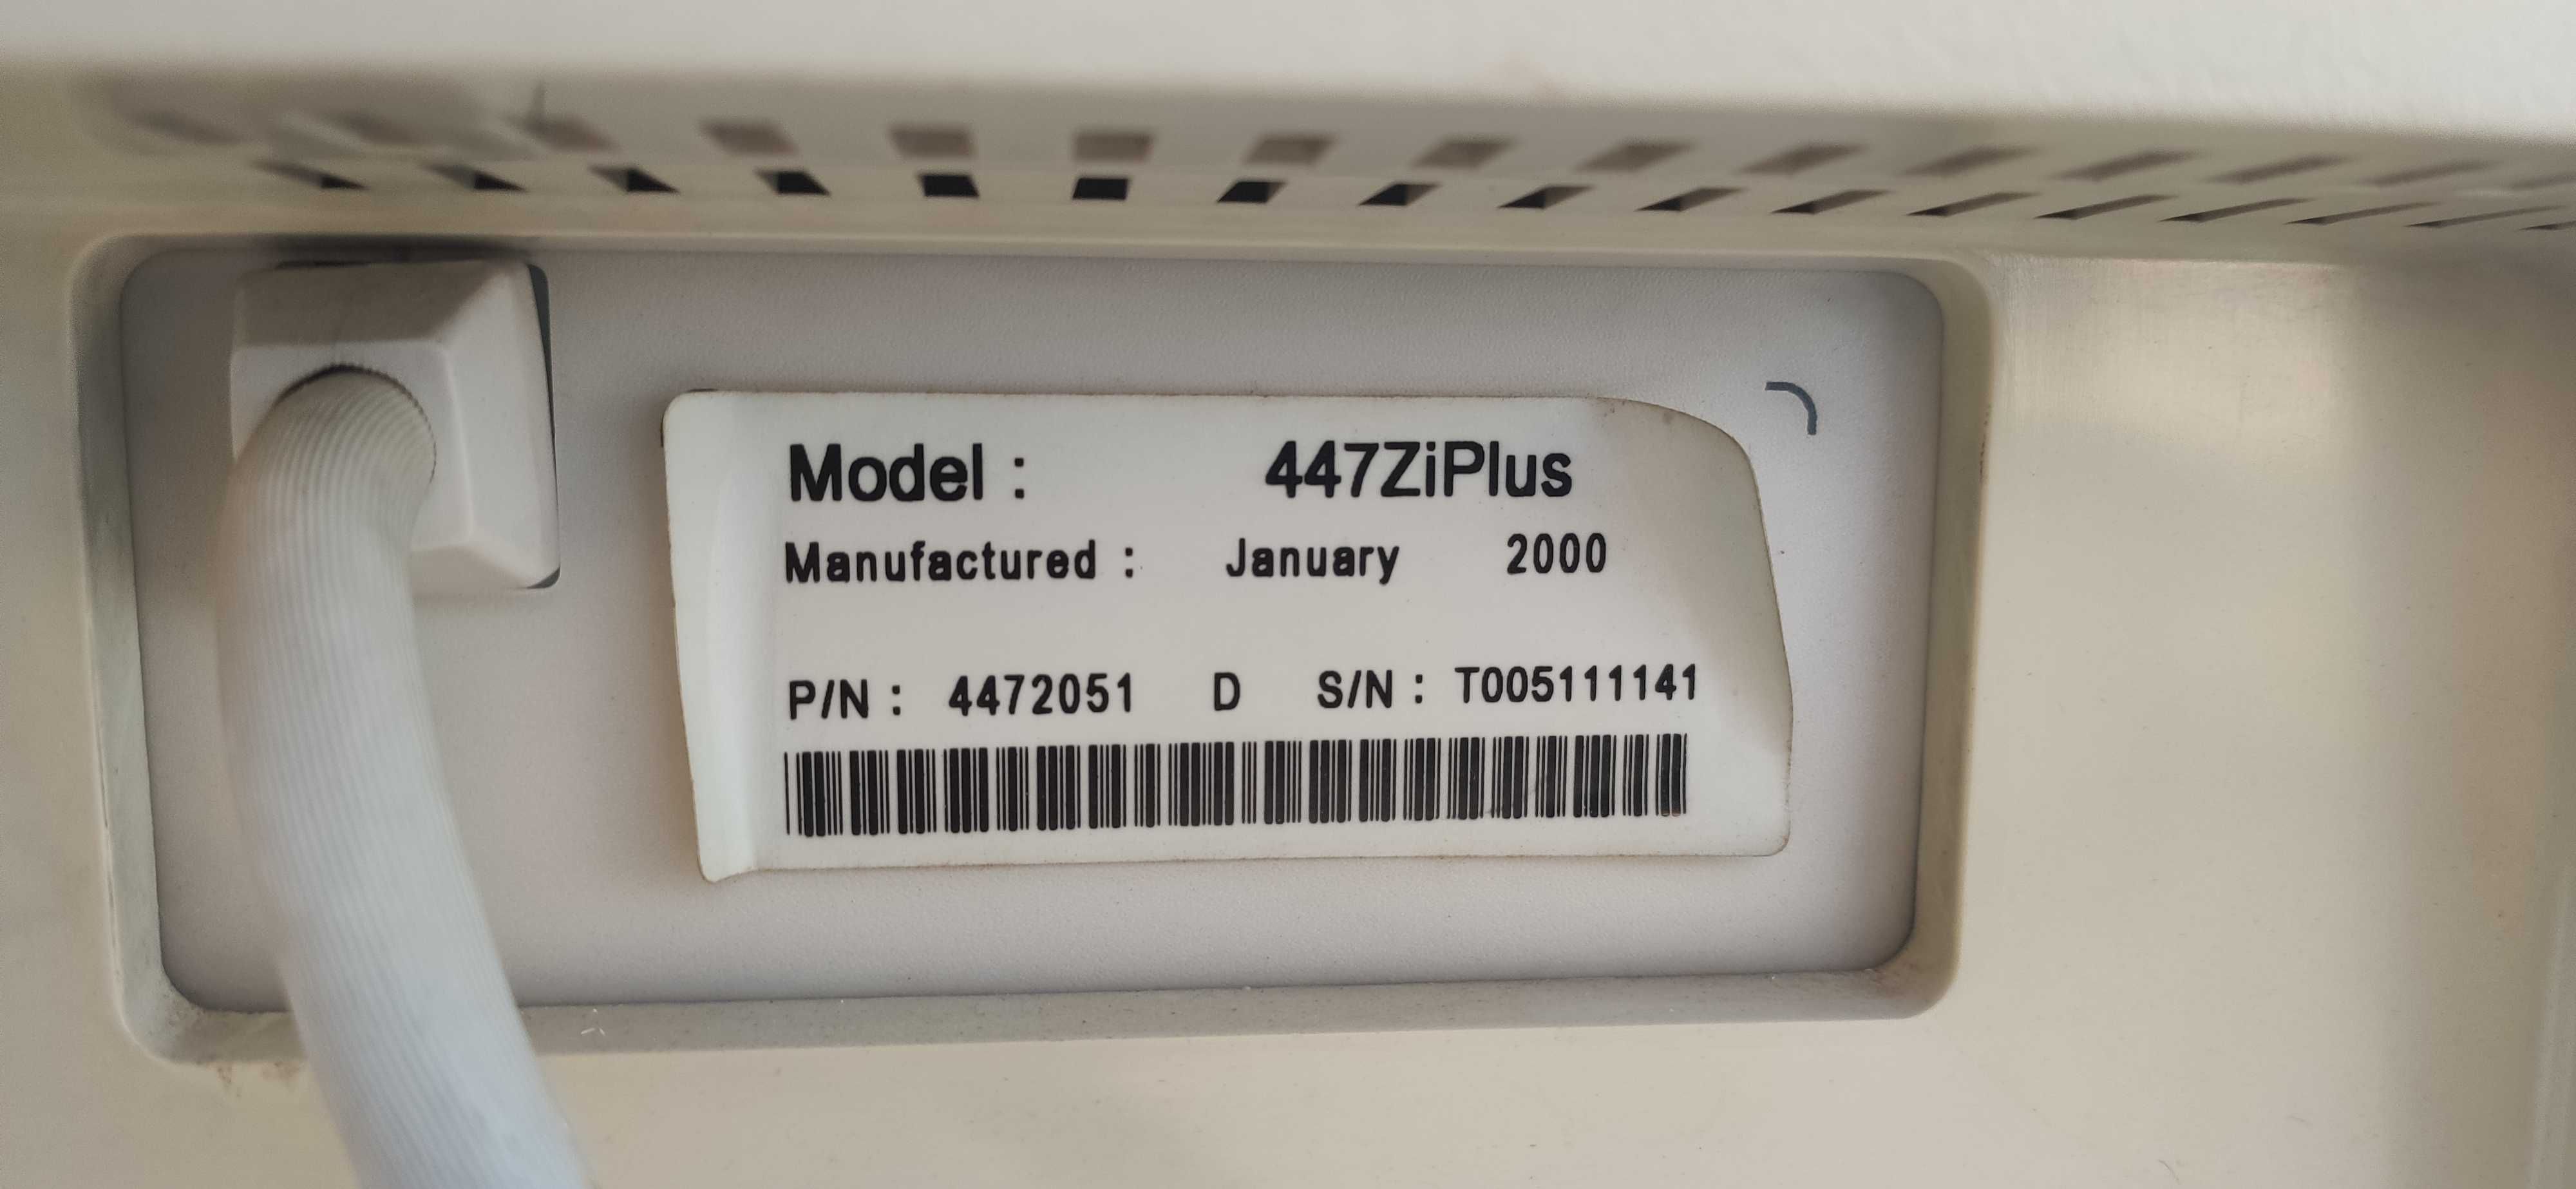 Model : 447ZiPlus
Manufactured : January 2000
P/N : 4472051 D S/N : T005111141